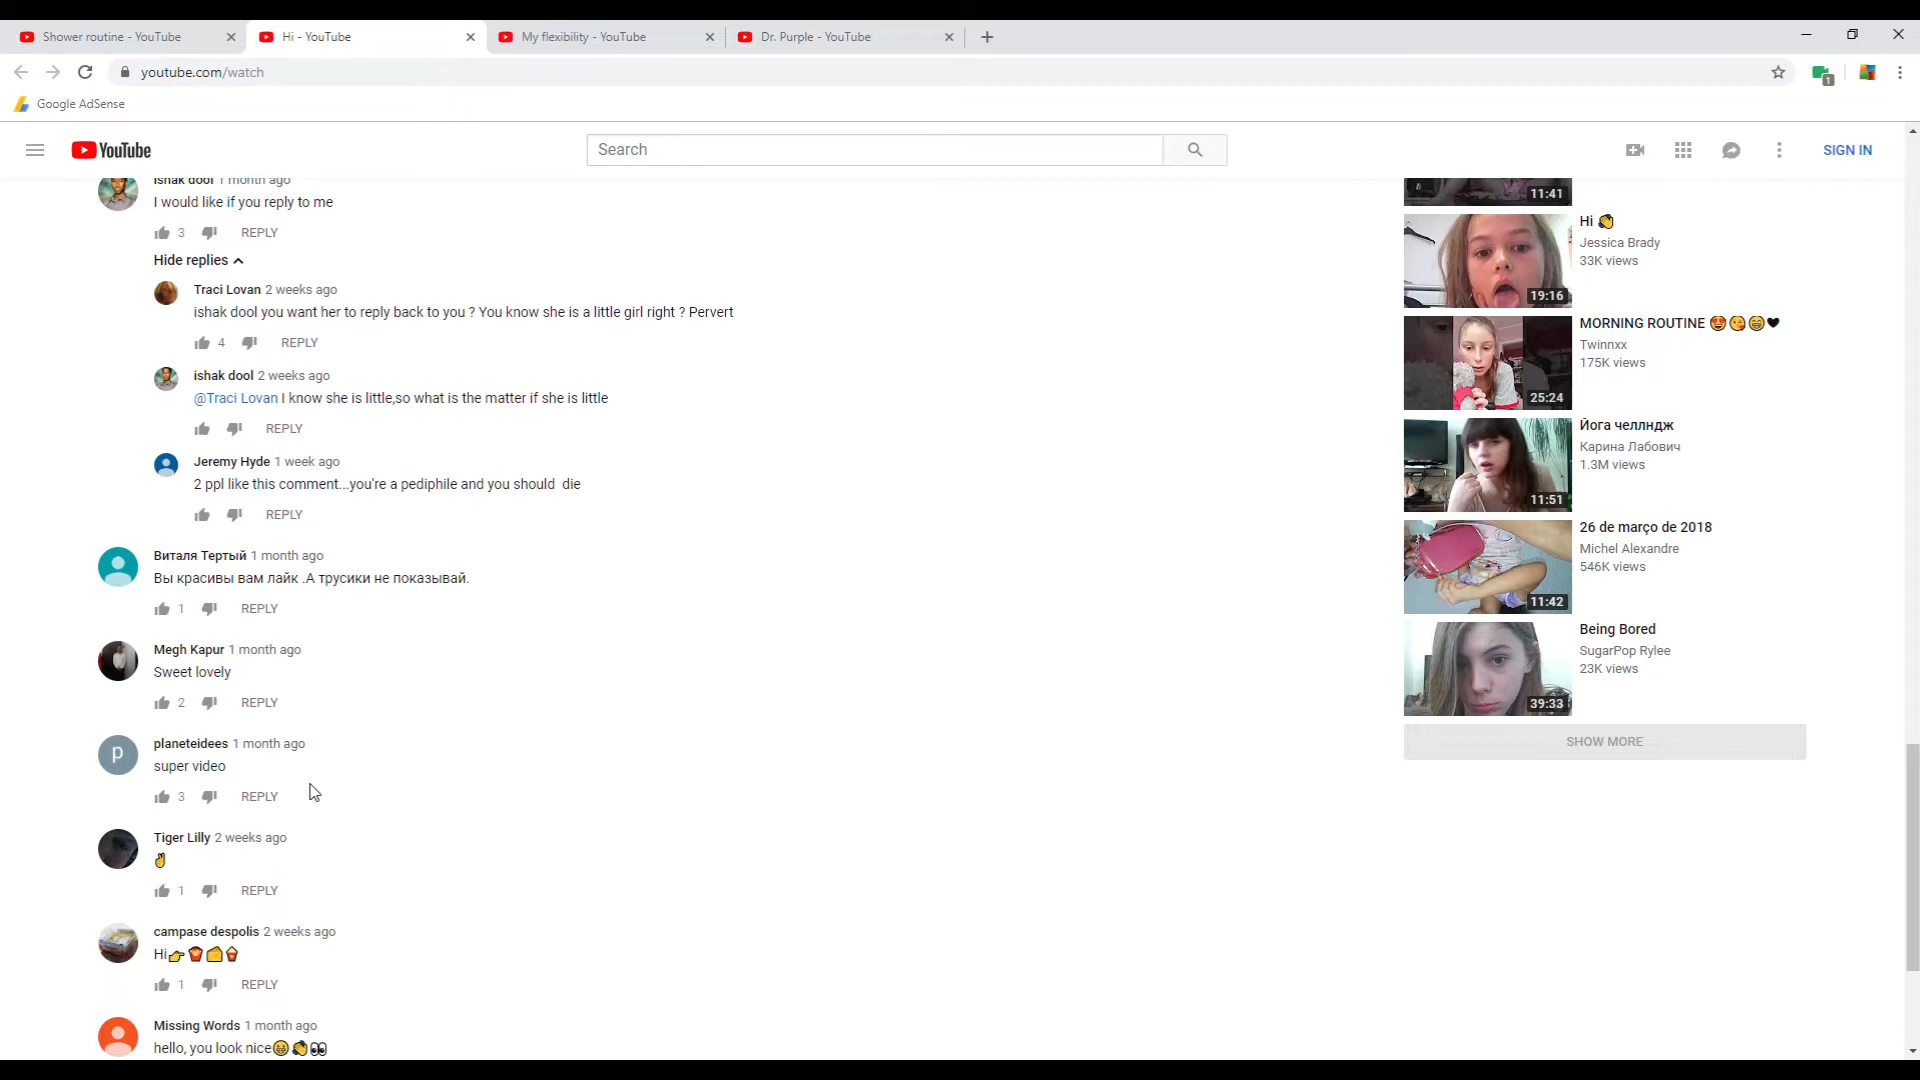 Shower routine - YouTube
Hi - YouTube
My flexibility - YouTube
Dr. Purple - YouTube
youtube.com/watch
1
Google AdSense
YouTube
Search
SIGN IN
ishak dool 1 month ago
I would like if you reply to me
3 REPLY
Hide replies
Traci Lovan 2 weeks ago
ishak dool you want her to reply back to you ? You know she is a little girl right ? Pervert
4 REPLY
ishak dool 2 weeks ago
@Traci Lovan I know she is little,so what is the matter if she is little
REPLY
Jeremy Hyde 1 week ago
2 ppl like this comment...you're a pediphile and you should die
REPLY
Виталя Тертый 1 month ago
Вы красивы вам лайк .А трусики не показывай.
1 REPLY
Megh Kapur 1 month ago
Sweet lovely
2 REPLY
planeteidees 1 month ago
super video
3 REPLY
Tiger Lilly 2 weeks ago
✌
1 REPLY
campase despolis 2 weeks ago
Hi👉🍟🧀🍿
1 REPLY
Missing Words 1 month ago
hello, you look nice😁👏👀
p
11:41
Hi 👏
Jessica Brady
33K views
19:16
MORNING ROUTINE 😍😘😁🖤
Twinnxx
175K views
25:24
Йога челлндж
Карина Лабович
1.3M views
11:51
26 de março de 2018
Michel Alexandre
546K views
11:42
Being Bored
SugarPop Rylee
23K views
39:33
SHOW MORE